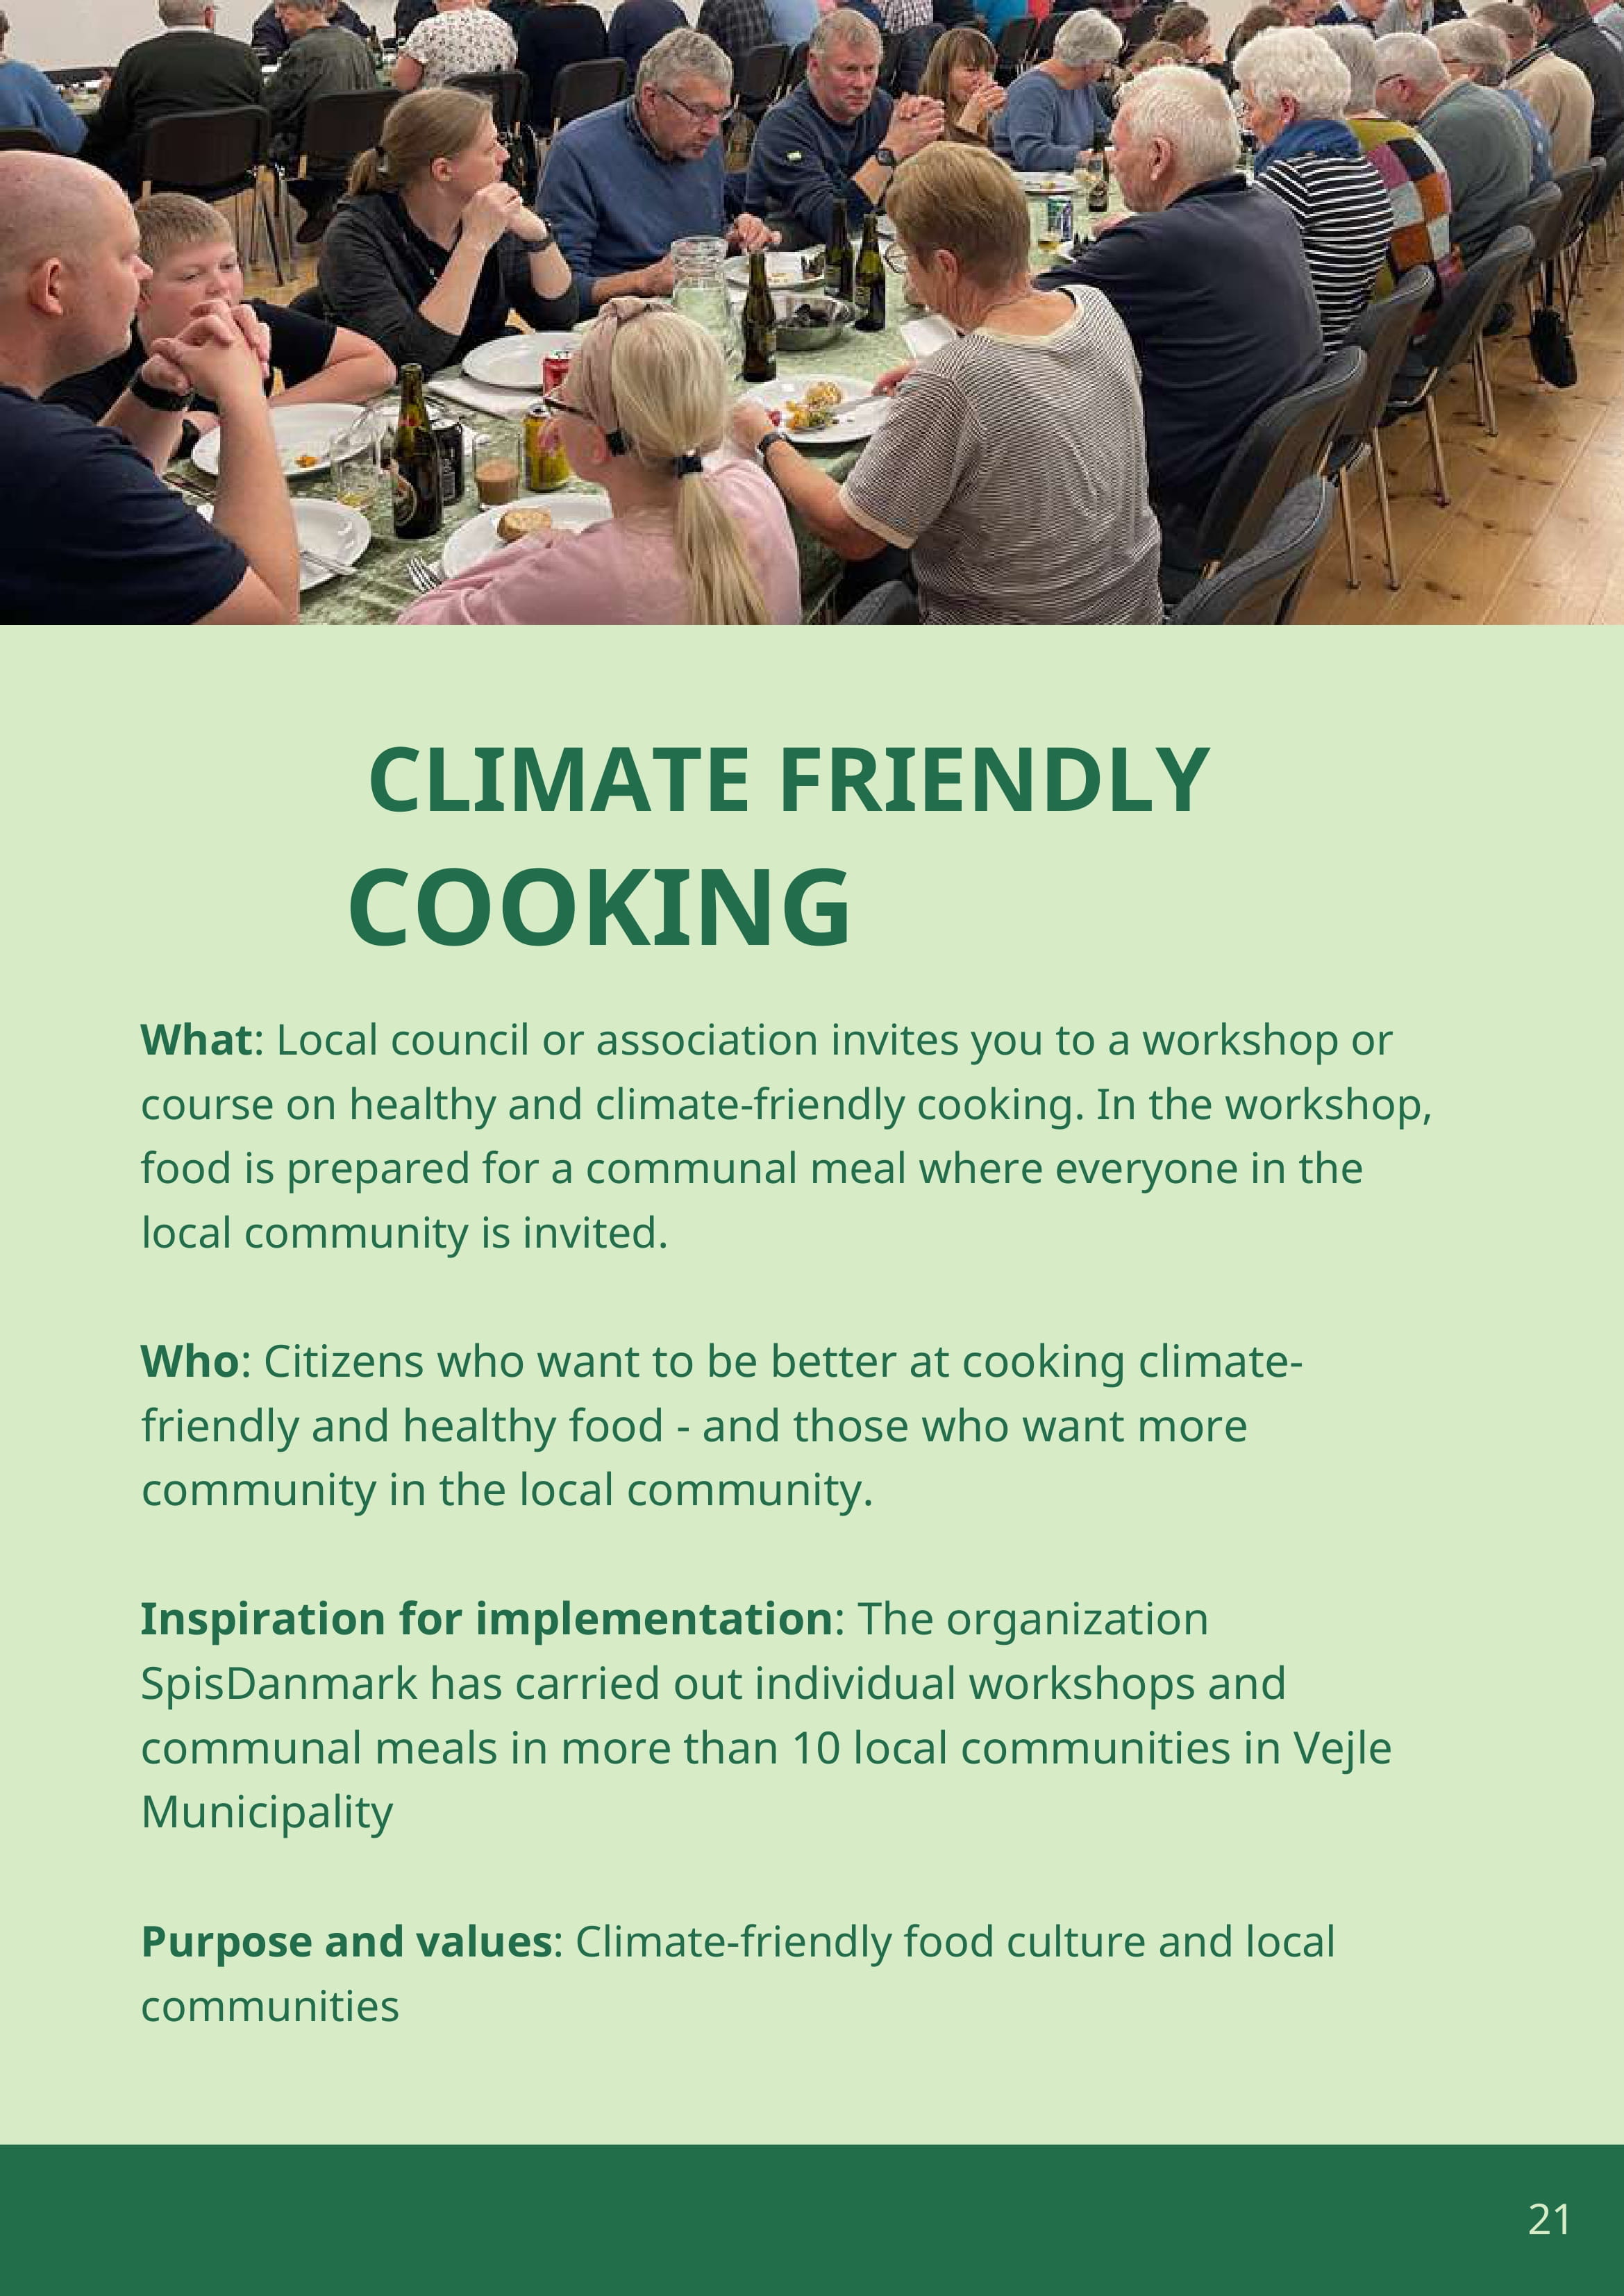 CLIMATE FRIENDLY
COOKING
What: Local council or association invites you to a workshop or
course on healthy and climate-friendly cooking. In the workshop,
food is prepared for a communal meal where everyone in the
local community is invited.
Who: Citizens who want to be better at cooking climate-
friendly and healthy food - and those who want more
community in the local community.
Inspiration for implementation: The organization
SpisDanmark has carried out individual workshops and
communal meals in more than 10 local communities in Vejle
Municipality
Purpose and values: Climate-friendly food culture and local
communities
21